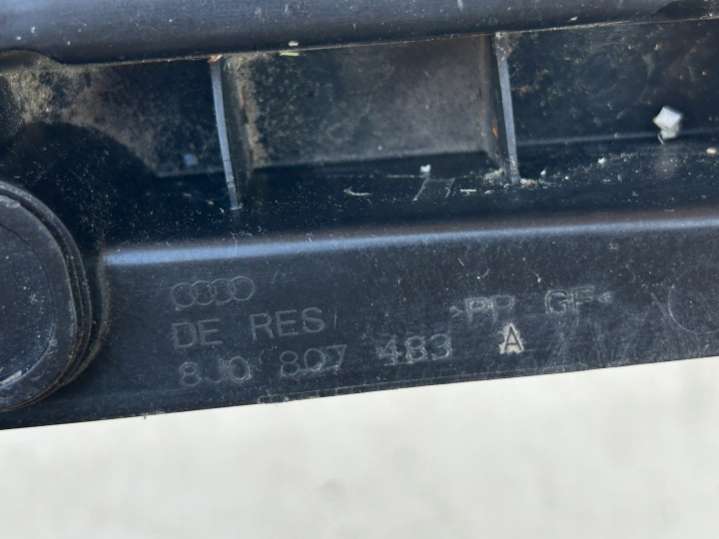 DE RES >PP GF<
8J0 807 483 A